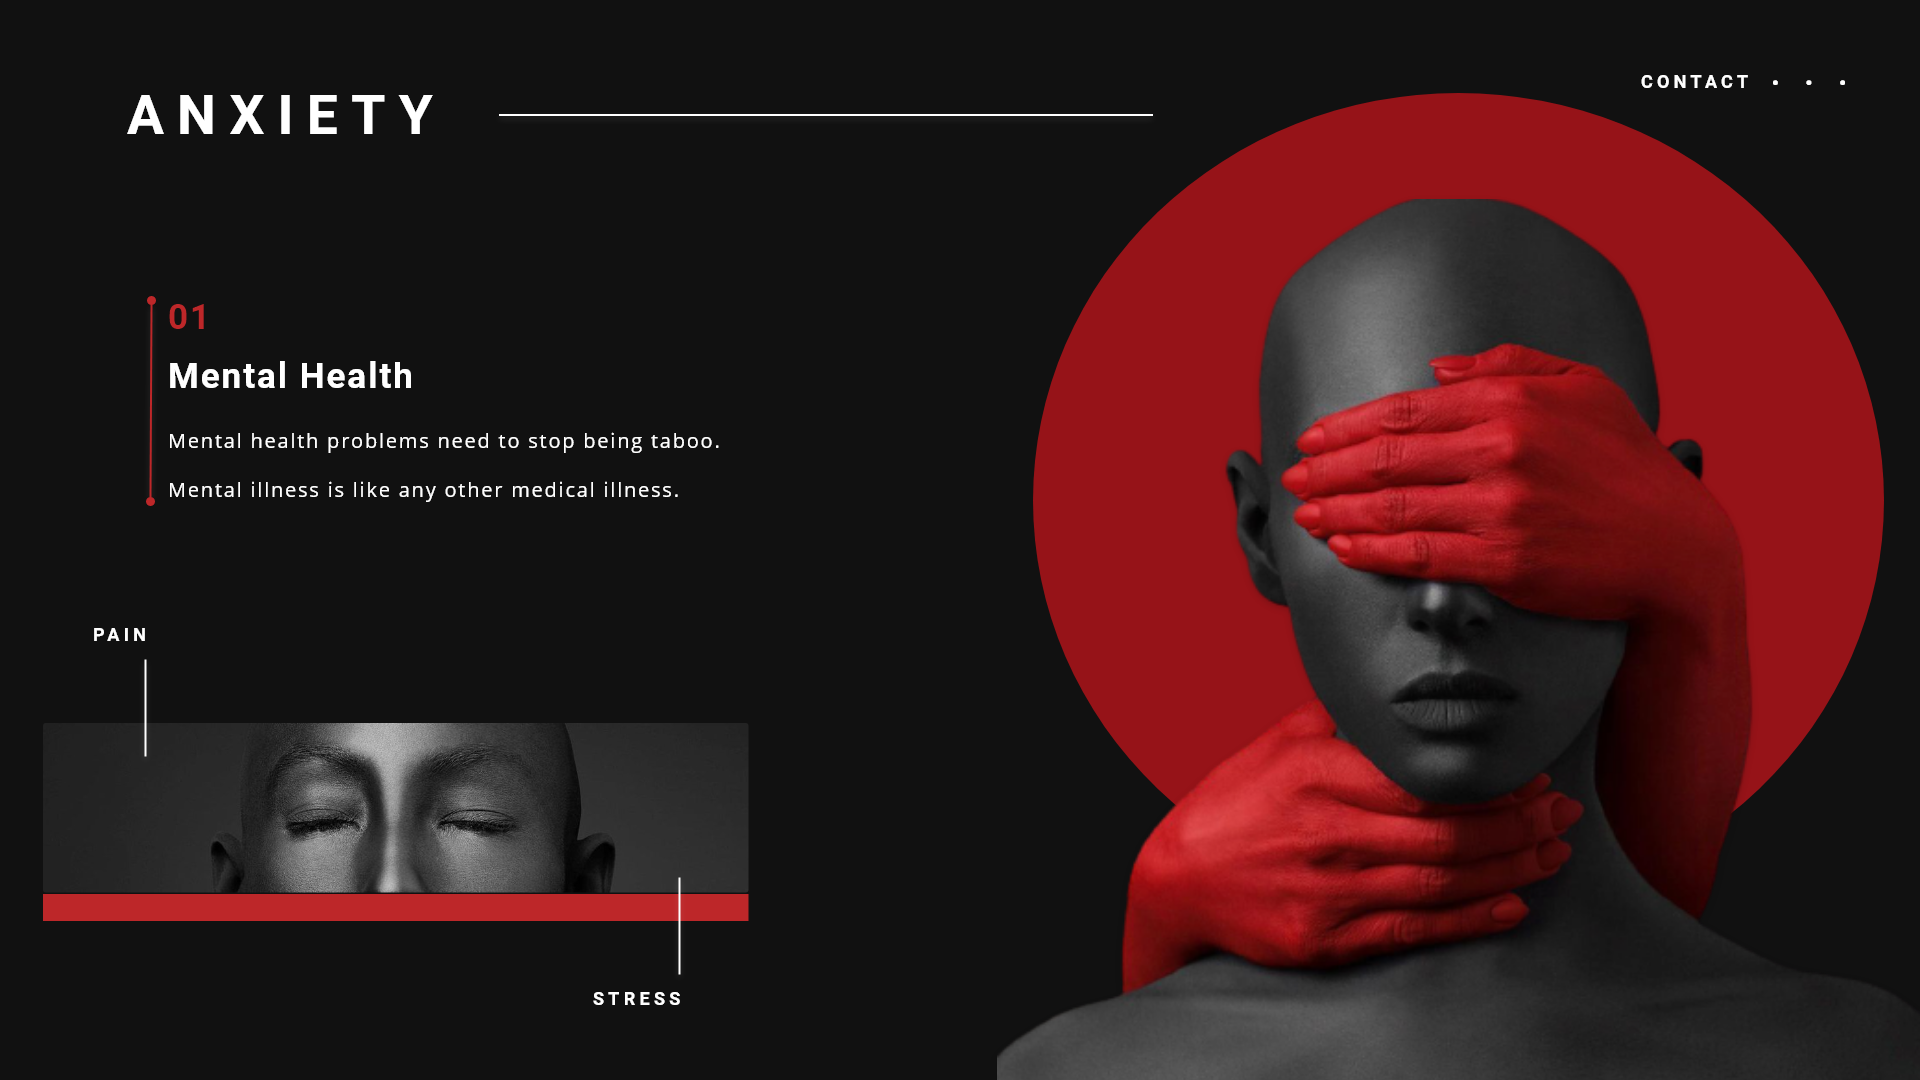 CONTACT
ANXIETY
01
Mental Health
Mental health problems need to stop being taboo.
Mental illness is like any other medical illness.
PAIN
STRESS